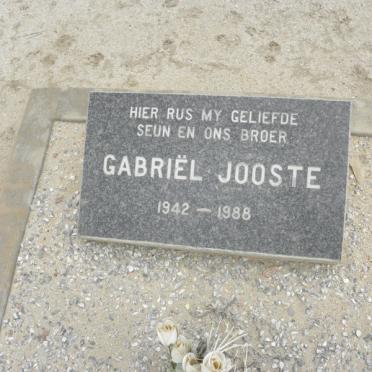 HIER RUS MY GELIEFDE
SEUN EN ONS BROER
GABRIËL JOOSTE
1942 — 1988